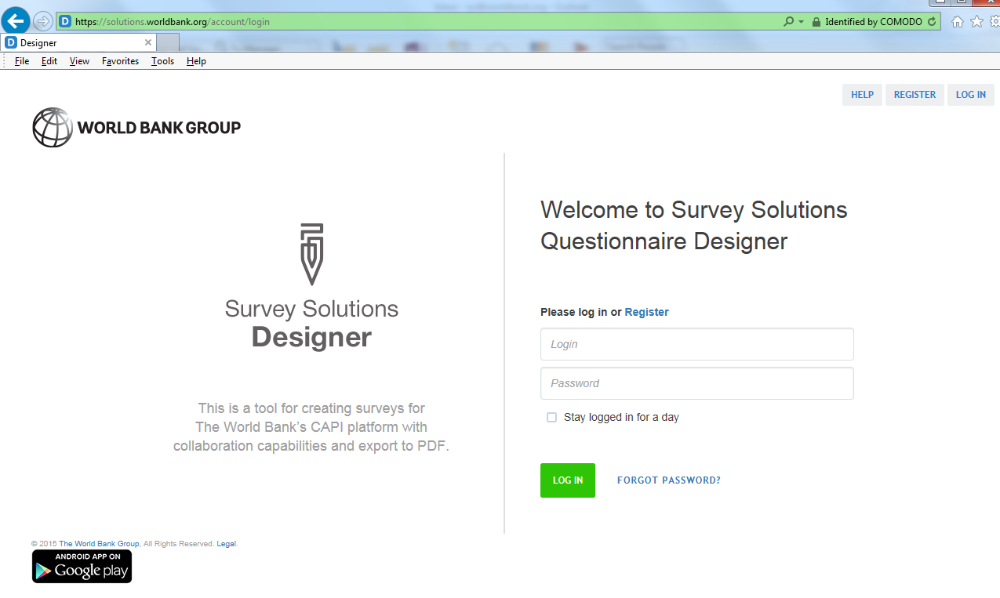 https://solutions.worldbank.org/account/login
Identified by COMODO
D Designer
File Edit View Favorites Tools Help
HELP REGISTER LOG IN
WORLD BANK GROUP
Survey Solutions
Designer
This is a tool for creating surveys for
The World Bank's CAPI platform with
collaboration capabilities and export to PDF.
Welcome to Survey Solutions
Questionnaire Designer
Please log in or Register
Login
Password
Stay logged in for a day
LOG IN FORGOT PASSWORD?
© 2015 The World Bank Group, All Rights Reserved. Legal.
ANDROID APP ON
Google play